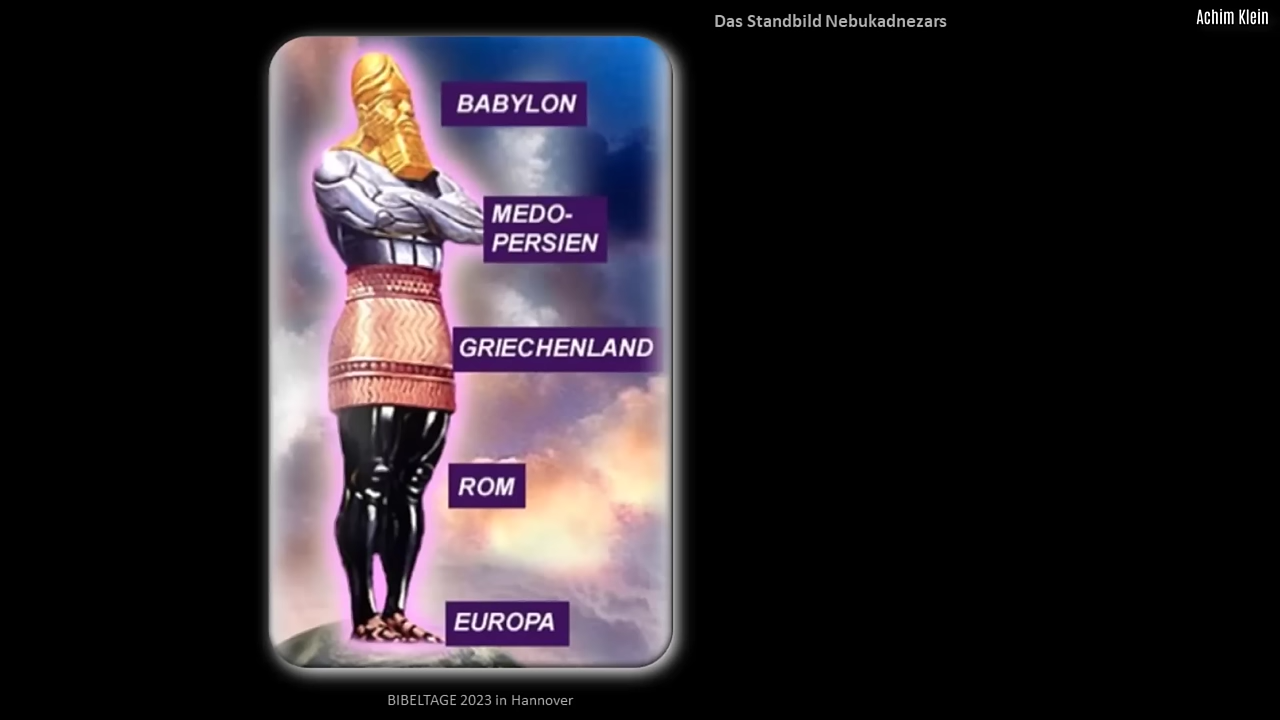 Das Standbild Nebukadnezars
Achim Klein
BABYLON
MEDO-
PERSIEN
GRIECHENLAND
ROM
EUROPA
BIBELTAGE 2023 in Hannover